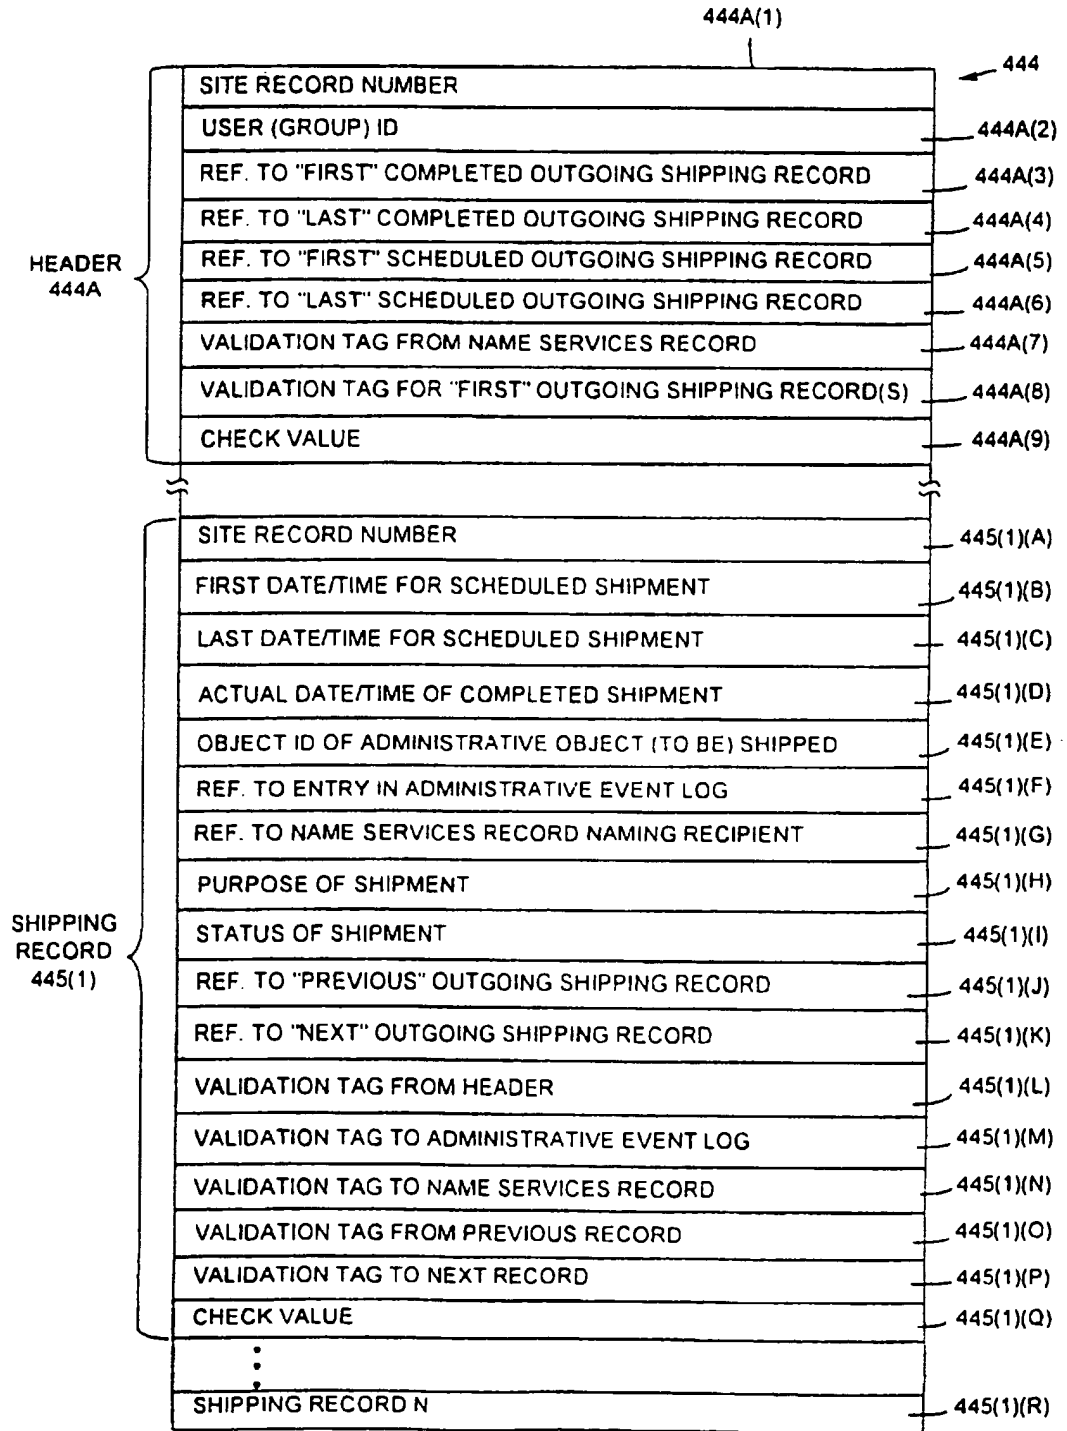 444A(1)
444
SITE RECORD NUMBER
USER (GROUP) ID 444A(2)
REF. TO "FIRST" COMPLETED OUTGOING SHIPPING RECORD 444A(3)
REF. TO "LAST" COMPLETED OUTGOING SHIPPING RECORD 444A(4)
REF. TO "FIRST" SCHEDULED OUTGOING SHIPPING RECORD 444A(5)
HEADER
444A
REF. TO "LAST" SCHEDULED OUTGOING SHIPPING RECORD 444A(6)
VALIDATION TAG FROM NAME SERVICES RECORD 444A(7)
VALIDATION TAG FOR "FIRST" OUTGOING SHIPPING RECORD(S) 444A(8)
CHECK VALUE 444A(9)
SITE RECORD NUMBER 445(1)(A)
FIRST DATE/TIME FOR SCHEDULED SHIPMENT 445(1)(B)
LAST DATE/TIME FOR SCHEDULED SHIPMENT 445(1)(C)
ACTUAL DATE/TIME OF COMPLETED SHIPMENT 445(1)(D)
OBJECT ID OF ADMINISTRATIVE OBJECT (TO BE) SHIPPED 445(1)(E)
REF. TO ENTRY IN ADMINISTRATIVE EVENT LOG 445(1)(F)
REF. TO NAME SERVICES RECORD NAMING RECIPIENT 445(1)(G)
PURPOSE OF SHIPMENT 445(1)(H)
SHIPPING
RECORD
445(1)
STATUS OF SHIPMENT 445(1)(I)
REF. TO "PREVIOUS" OUTGOING SHIPPING RECORD 445(1)(J)
REF. TO "NEXT" OUTGOING SHIPPING RECORD 445(1)(K)
VALIDATION TAG FROM HEADER 445(1)(L)
VALIDATION TAG TO ADMINISTRATIVE EVENT LOG 445(1)(M)
VALIDATION TAG TO NAME SERVICES RECORD 445(1)(N)
VALIDATION TAG FROM PREVIOUS RECORD 445(1)(O)
VALIDATION TAG TO NEXT RECORD 445(1)(P)
CHECK VALUE 445(1)(Q)
SHIPPING RECORD N 445(1)(R)